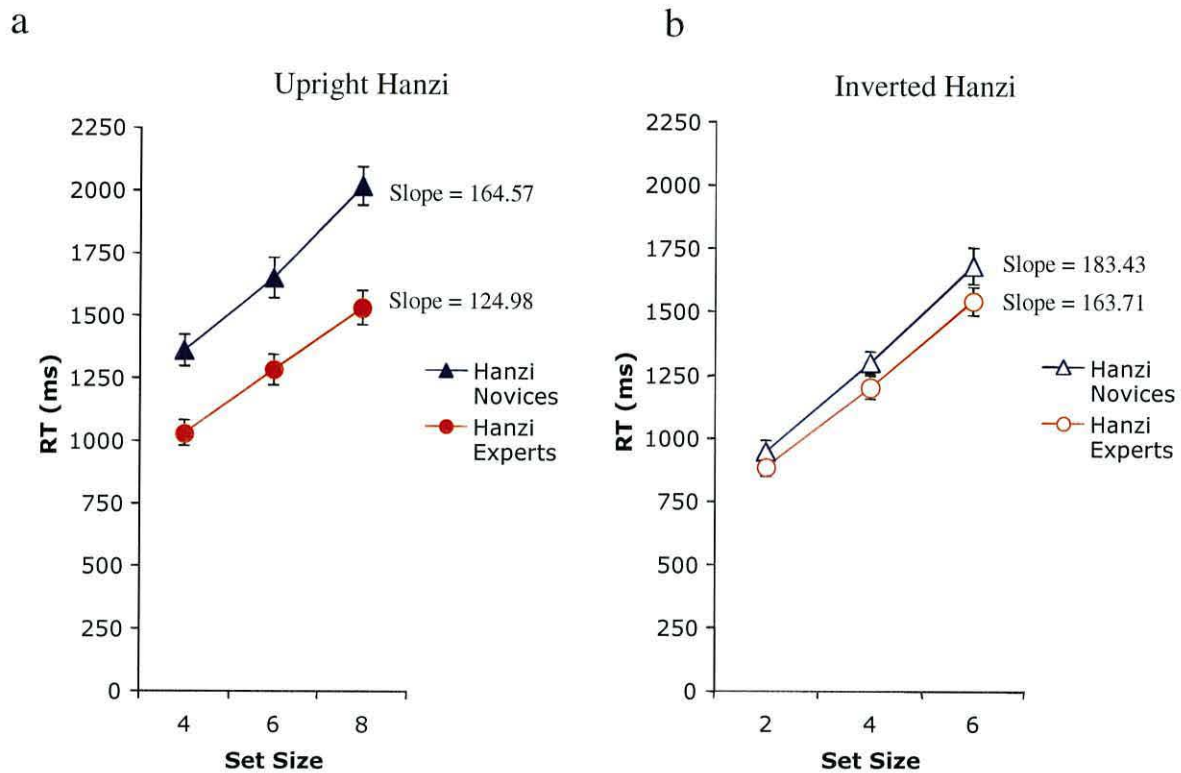 a
Upright Hanzi
2250
2000
1750
1500
1250
1000
750
500
250
0
RT (ms)
4 6 8
Set Size
Slope = 164.57
Slope = 124.98
Hanzi
Novices
Hanzi
Experts
b
Inverted Hanzi
2250
2000
1750
1500
1250
1000
750
500
250
0
RT (ms)
2 4 6
Set Size
Slope = 183.43
Slope = 163.71
Hanzi
Novices
Hanzi
Experts